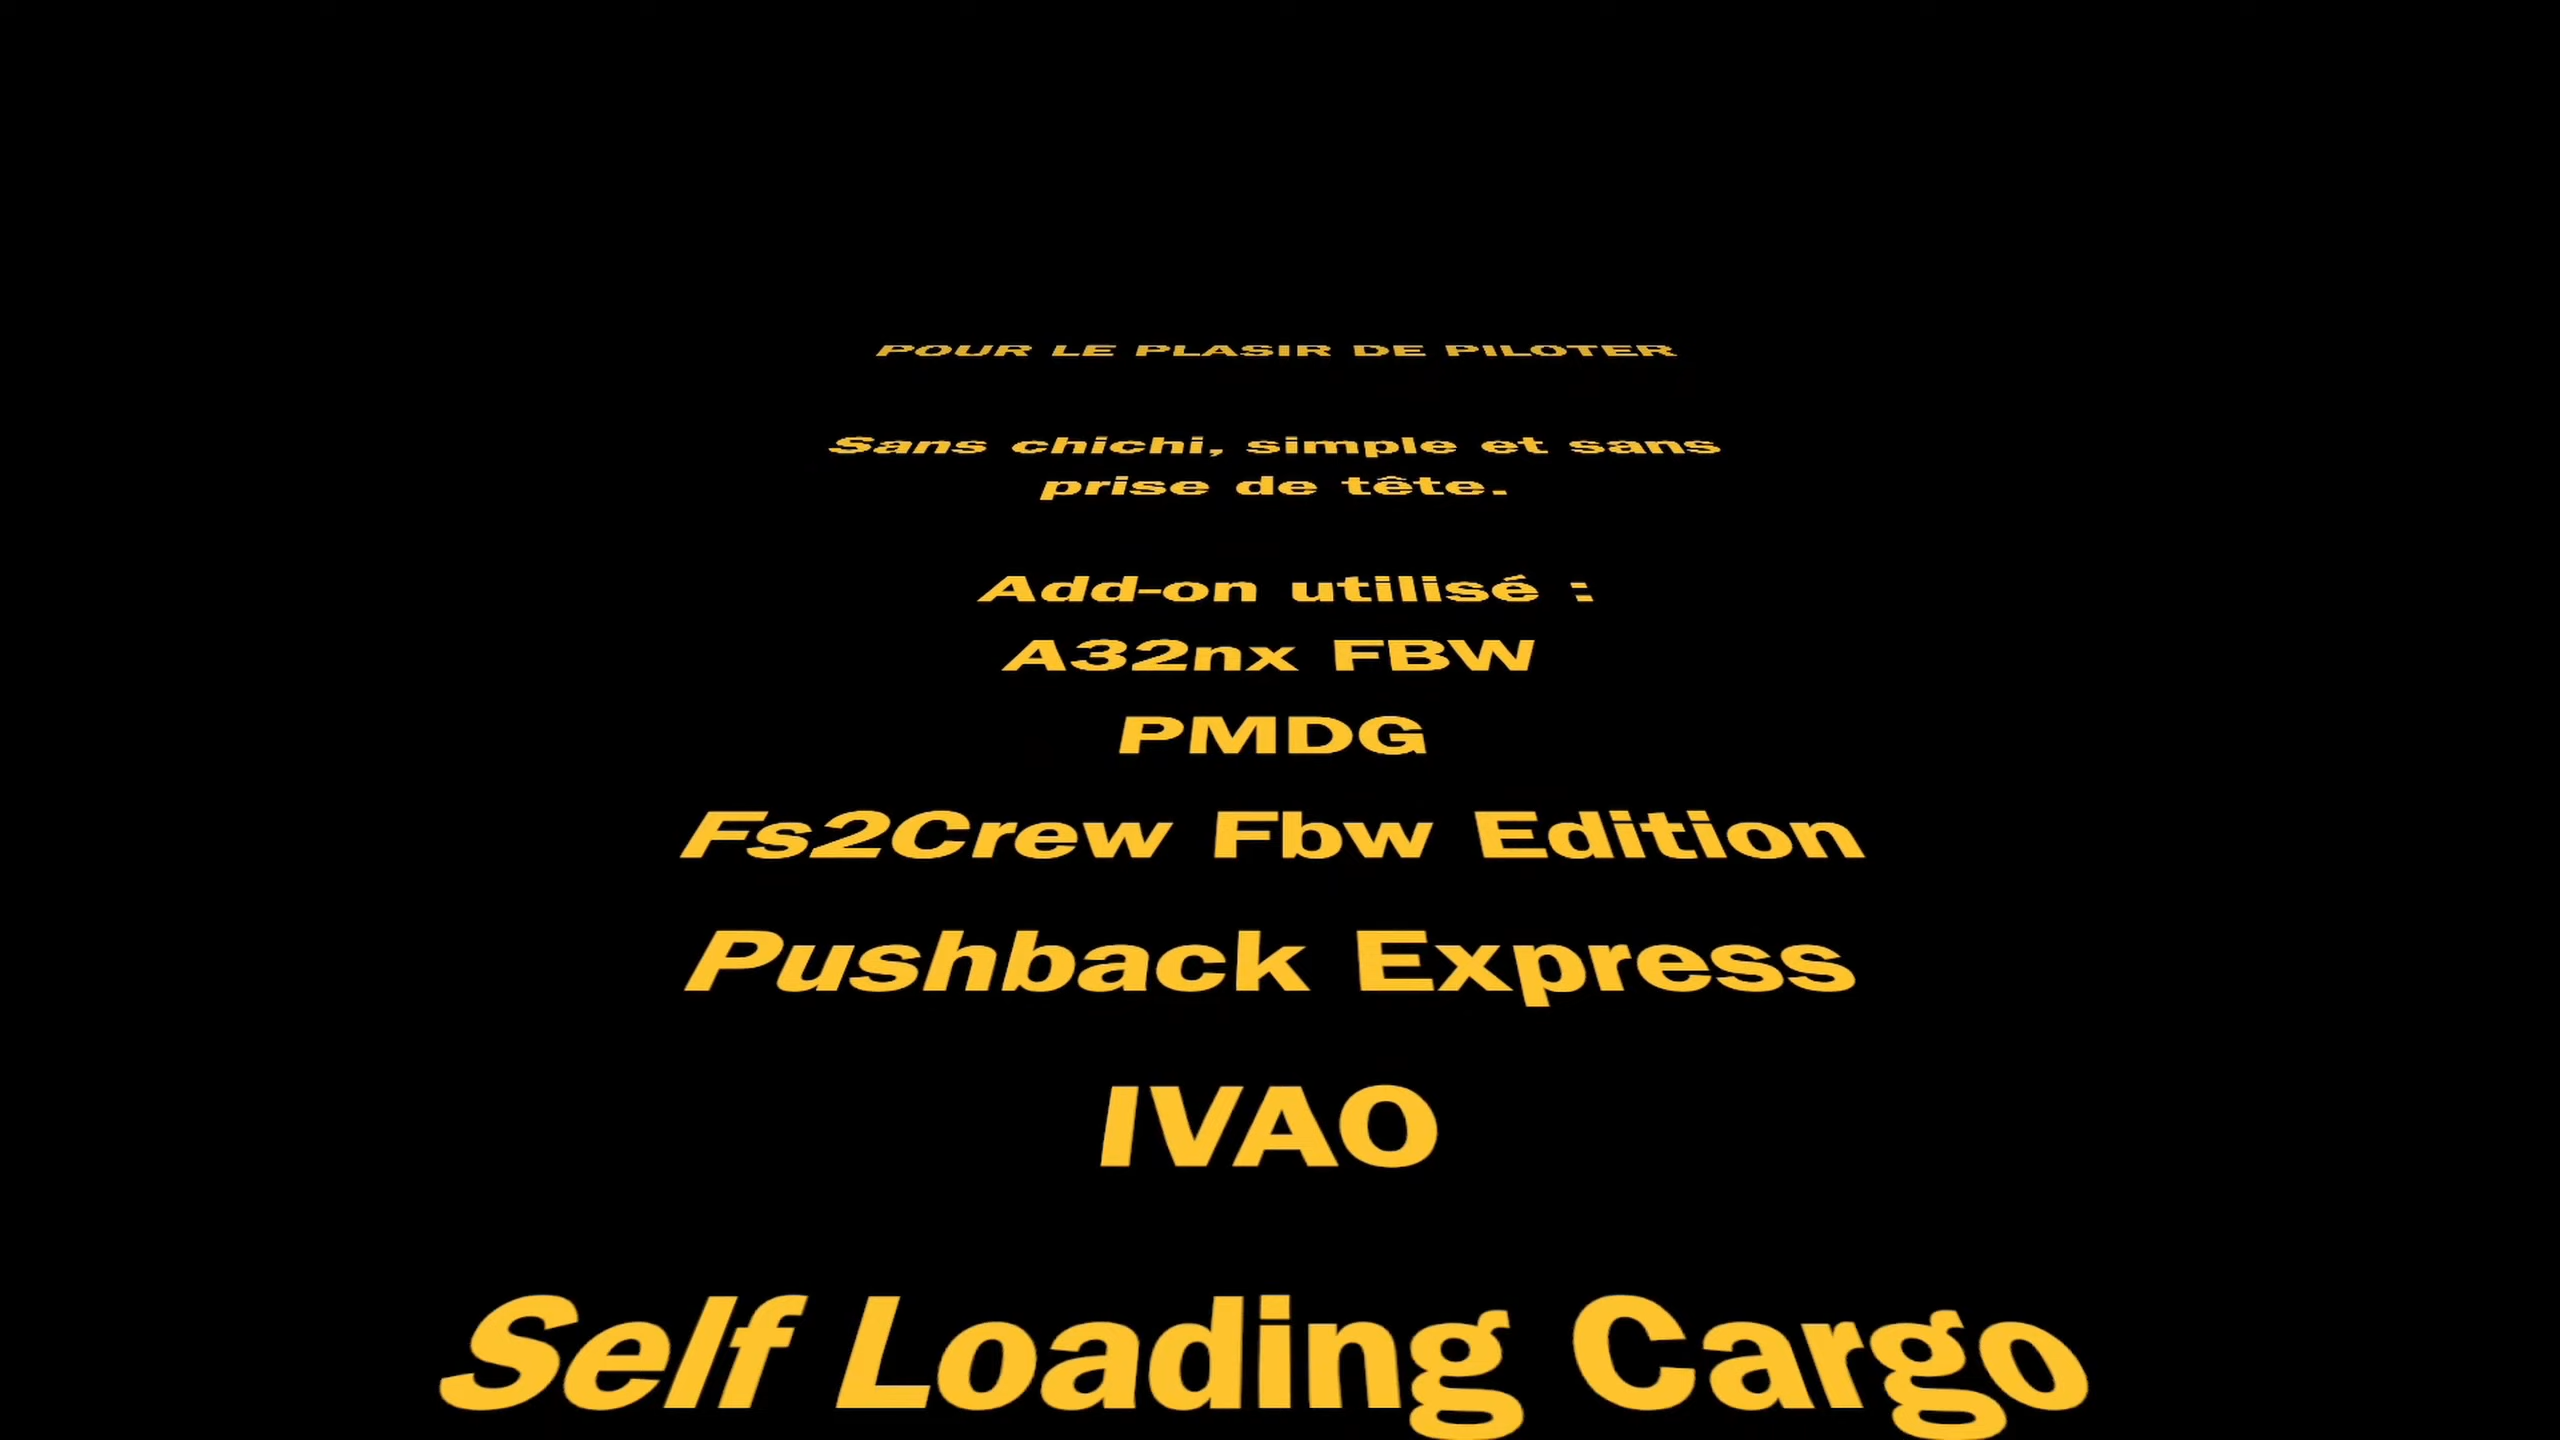 POUR LE PLASIR DE PILOTER
Sans chichi, simple et sans
prise de tête.
Add-on utilisé :
A32nx FBW
PMDG
Fs2Crew Fbw Edition
Pushback Express
IVAO
Self Loading Cargo